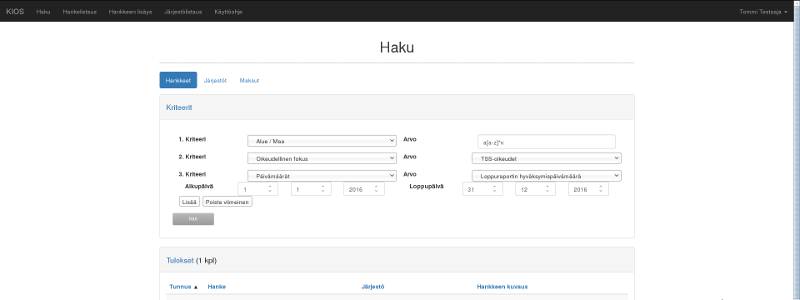 KIOS Haku Hankelistaus Hankkeen lisäys Järjestölistaus Käyttöohje Tommi Testaaja
Haku
Hankkeet Järjestöt Maksut
Kriteerit
1. Kriteeri Alue / Maa Arvo a[a-z]*n
2. Kriteeri Oikeudellinen fokus Arvo TSS-oikeudet
3. Kriteeri Päivämäärät Arvo Loppuraportin hyväksymispäivämäärä
Alkupäivä 1 1 2016 Loppupäivä 31 12 2016
Lisää Poista viimeinen
Hae
Tulokset (1 kpl)
Tunnus ▲ Hanke Järjestö Hankkeen kuvaus